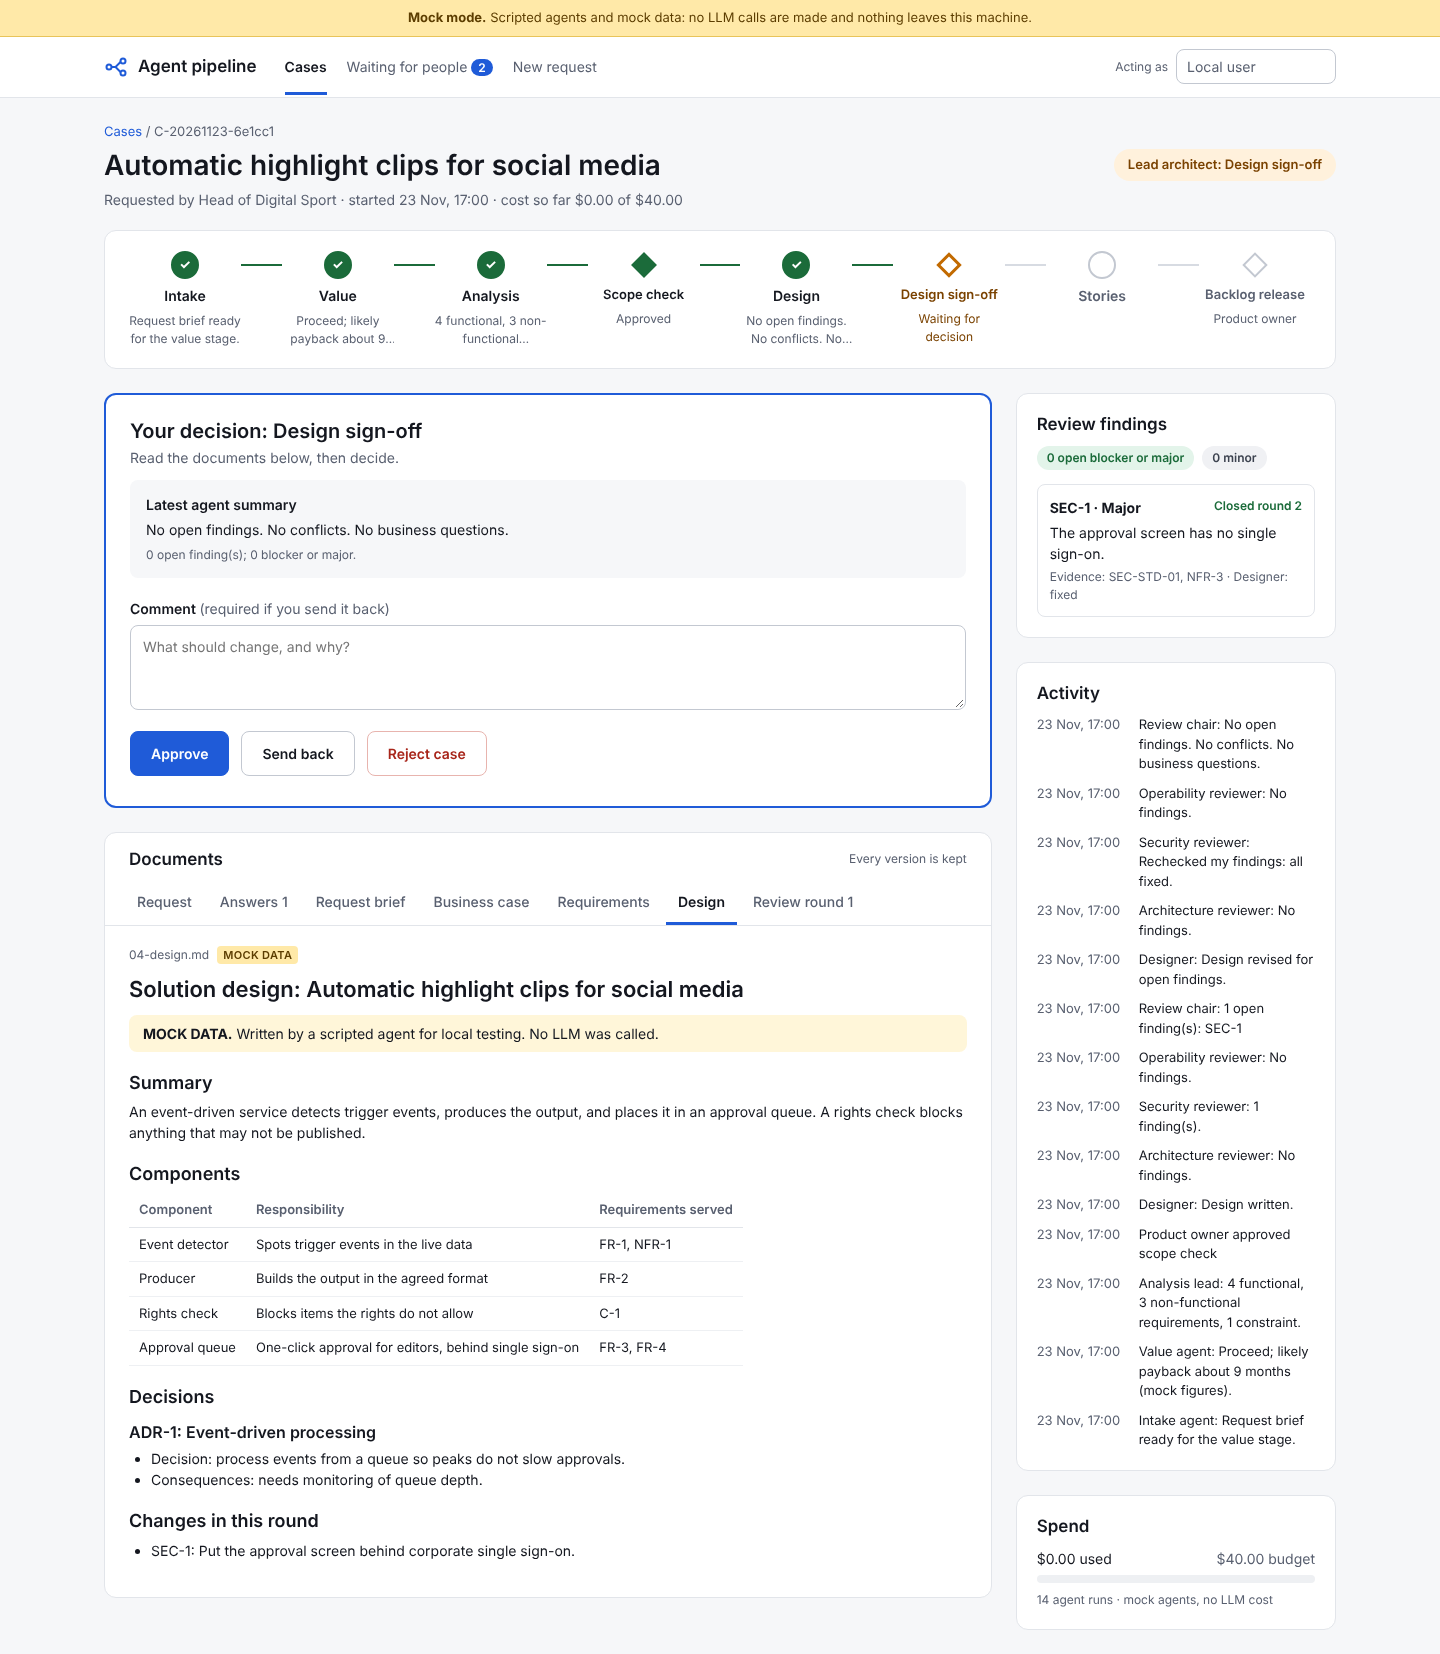 Mock mode. Scripted agents and mock data: no LLM calls are made and nothing leaves this machine.
Agent pipeline
Cases
Waiting for people 2
New request
Acting as
Local user
Cases / C-20261123-6e1cc1
Automatic highlight clips for social media
Lead architect: Design sign-off
Requested by Head of Digital Sport · started 23 Nov, 17:00 · cost so far $0.00 of $40.00
Intake
Request brief ready
for the value stage.
Value
Proceed; likely
payback about 9...
Analysis
4 functional, 3 non-
functional...
Scope check
Approved
Design
No open findings.
No conflicts. No...
Design sign-off
Waiting for
decision
Stories
Backlog release
Product owner
Your decision: Design sign-off
Read the documents below, then decide.
Latest agent summary
No open findings. No conflicts. No business questions.
0 open finding(s); 0 blocker or major.
Comment (required if you send it back)
What should change, and why?
Approve
Send back
Reject case
Documents
Every version is kept
Request
Answers 1
Request brief
Business case
Requirements
Design
Review round 1
04-design.md MOCK DATA
Solution design: Automatic highlight clips for social media
MOCK DATA. Written by a scripted agent for local testing. No LLM was called.
Summary
An event-driven service detects trigger events, produces the output, and places it in an approval queue. A rights check blocks
anything that may not be published.
Components
Component Responsibility Requirements served
Event detector Spots trigger events in the live data FR-1, NFR-1
Producer Builds the output in the agreed format FR-2
Rights check Blocks items the rights do not allow C-1
Approval queue One-click approval for editors, behind single sign-on FR-3, FR-4
Decisions
ADR-1: Event-driven processing
• Decision: process events from a queue so peaks do not slow approvals.
• Consequences: needs monitoring of queue depth.
Changes in this round
• SEC-1: Put the approval screen behind corporate single sign-on.
Review findings
0 open blocker or major
0 minor
SEC-1 · Major
Closed round 2
The approval screen has no single
sign-on.
Evidence: SEC-STD-01, NFR-3 · Designer:
fixed
Activity
23 Nov, 17:00 Review chair: No open
findings. No conflicts. No
business questions.
23 Nov, 17:00 Operability reviewer: No
findings.
23 Nov, 17:00 Security reviewer:
Rechecked my findings: all
fixed.
23 Nov, 17:00 Architecture reviewer: No
findings.
23 Nov, 17:00 Designer: Design revised for
open findings.
23 Nov, 17:00 Review chair: 1 open
finding(s): SEC-1
23 Nov, 17:00 Operability reviewer: No
findings.
23 Nov, 17:00 Security reviewer: 1
finding(s).
23 Nov, 17:00 Architecture reviewer: No
findings.
23 Nov, 17:00 Designer: Design written.
23 Nov, 17:00 Product owner approved
scope check
23 Nov, 17:00 Analysis lead: 4 functional,
3 non-functional
requirements, 1 constraint.
23 Nov, 17:00 Value agent: Proceed; likely
payback about 9 months
(mock figures).
23 Nov, 17:00 Intake agent: Request brief
ready for the value stage.
Spend
$0.00 used
$40.00 budget
14 agent runs · mock agents, no LLM cost